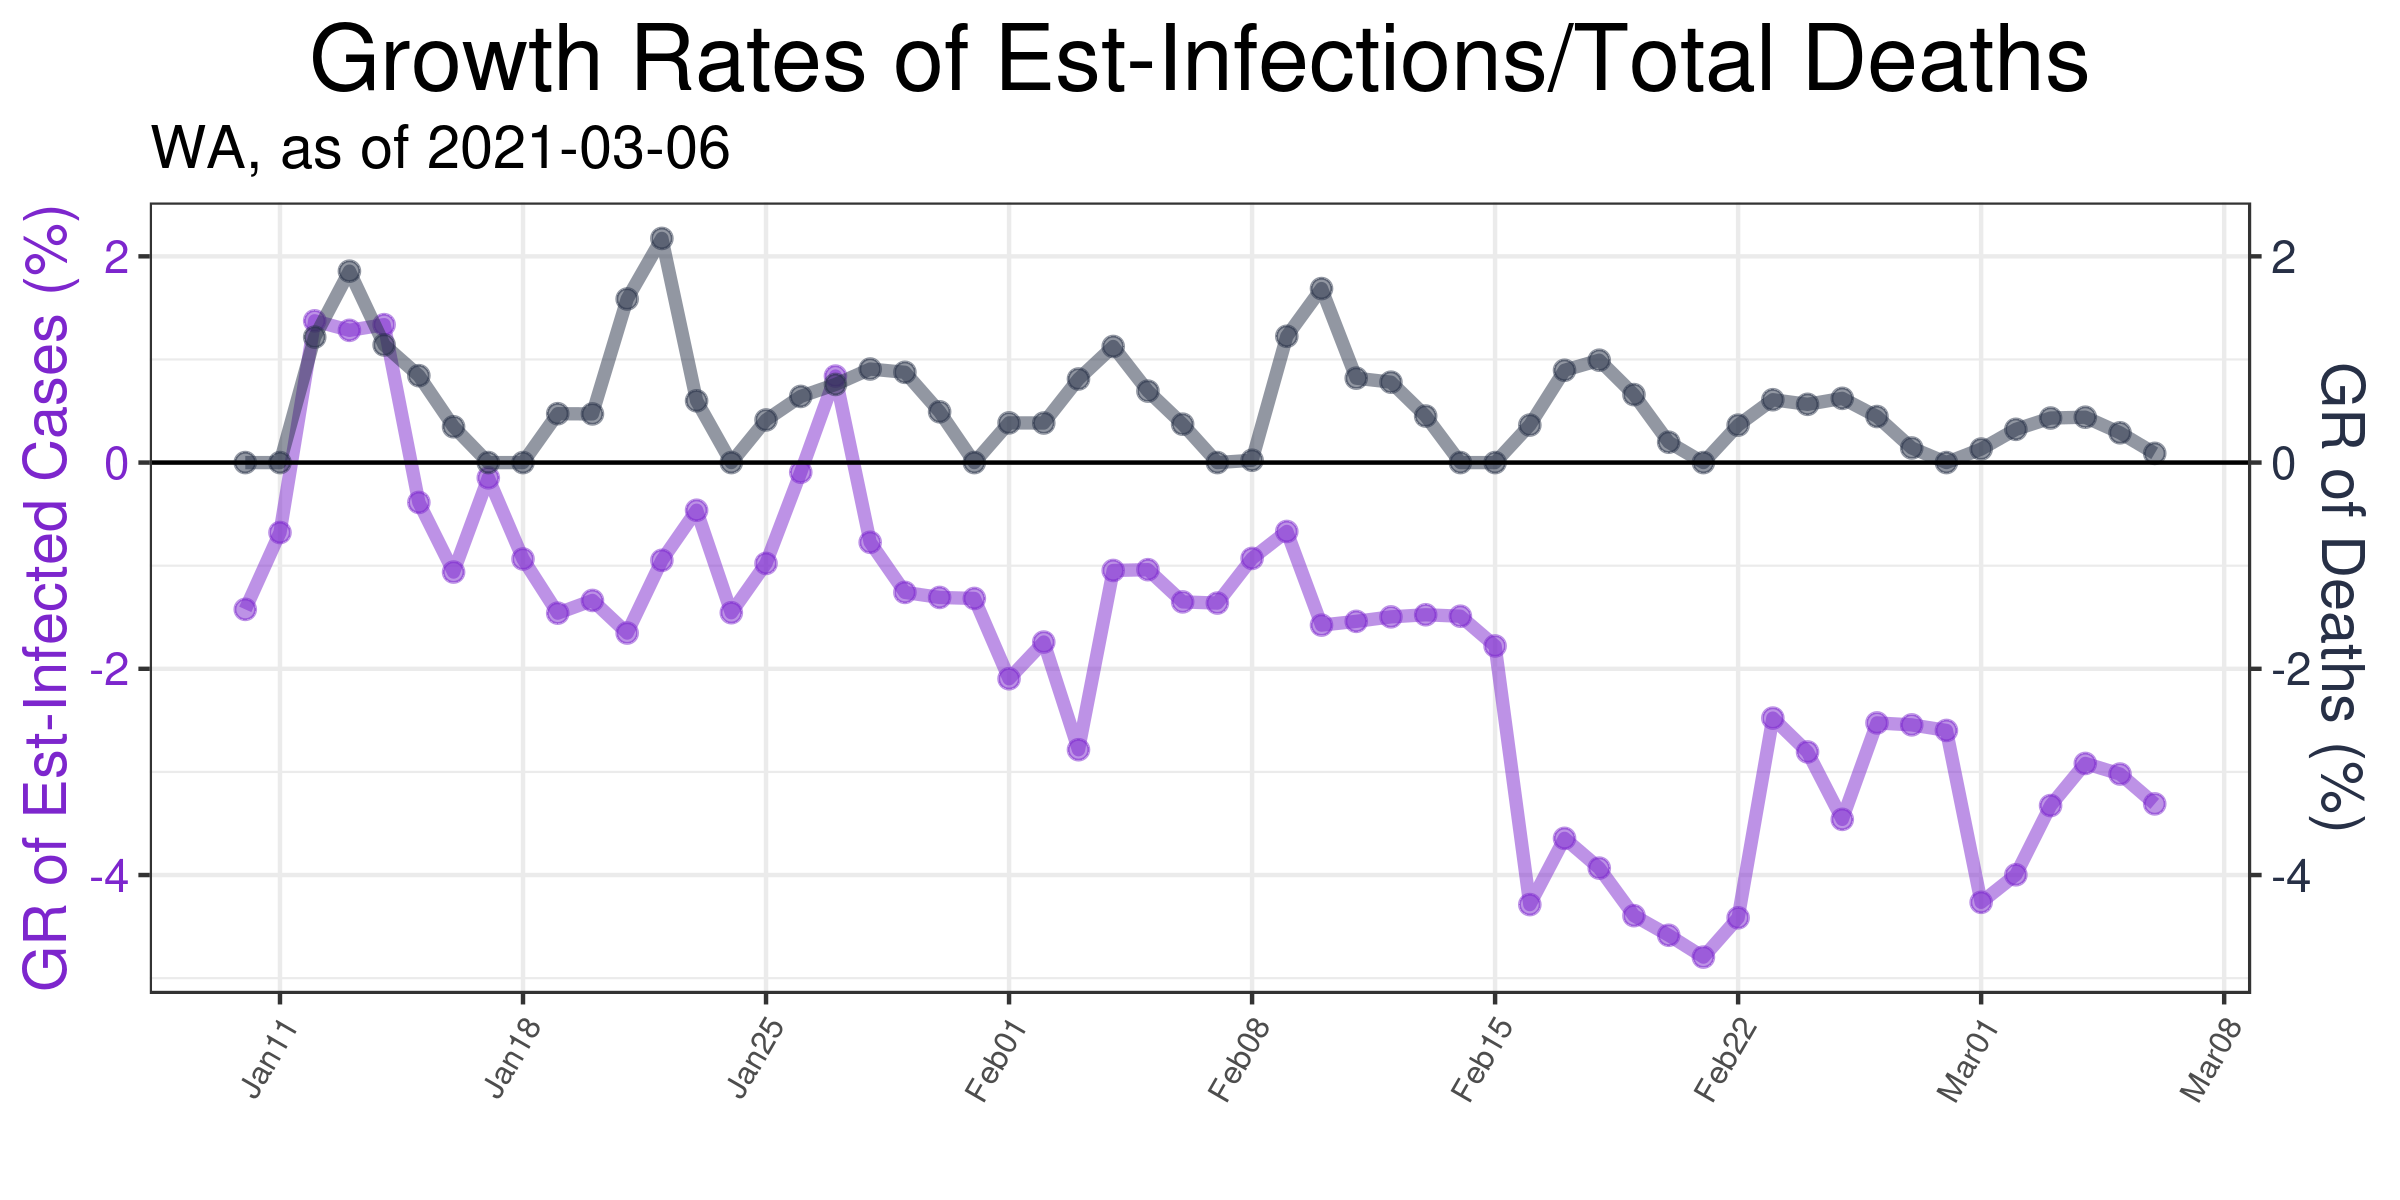 Growth Rates of Est-Infections/Total Deaths
WA, as of 2021-03-06
GR of Est-Infected Cases (%)
2
0
-2
-4
2
0
-2
-4
GR of Deaths (%)
Jan11
Jan18
Jan25
Feb01
Feb08
Feb15
Feb22
Mar01
Mar08